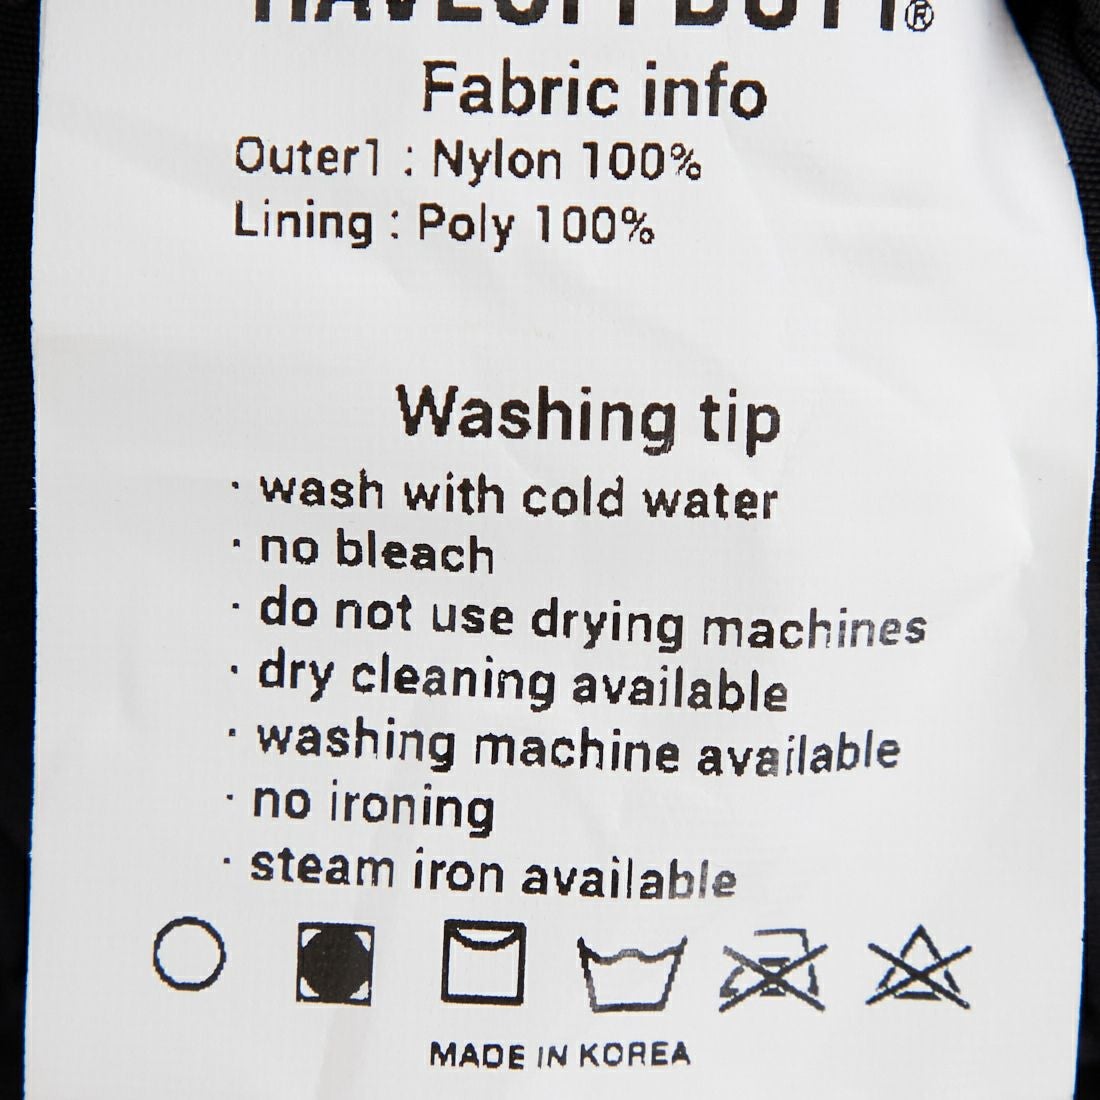 HAVEOFFDUTY®
Fabric info
Outer1 : Nylon 100%
Lining : Poly 100%
Washing tip
· wash with cold water
· no bleach
· do not use drying machines
· dry cleaning available
· washing machine available
· no ironing
· steam iron available
MADE IN KOREA